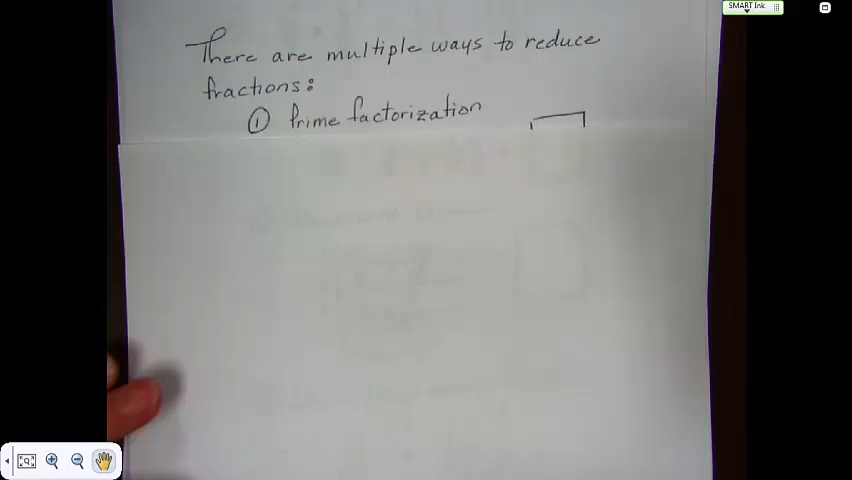 SMART Ink
There are multiple ways to reduce
fractions:
① Prime factorization